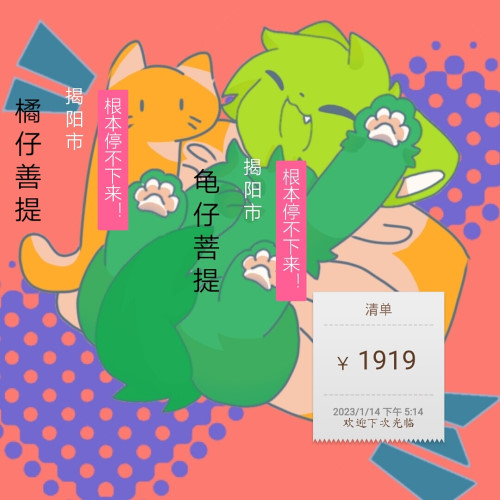 橘仔善提
揭阳市
根本停不下来！
龟仔菩提
揭阳市
根本停不下来！
清单
¥ 1919
2023/1/14 下午 5:14
欢迎下次光临